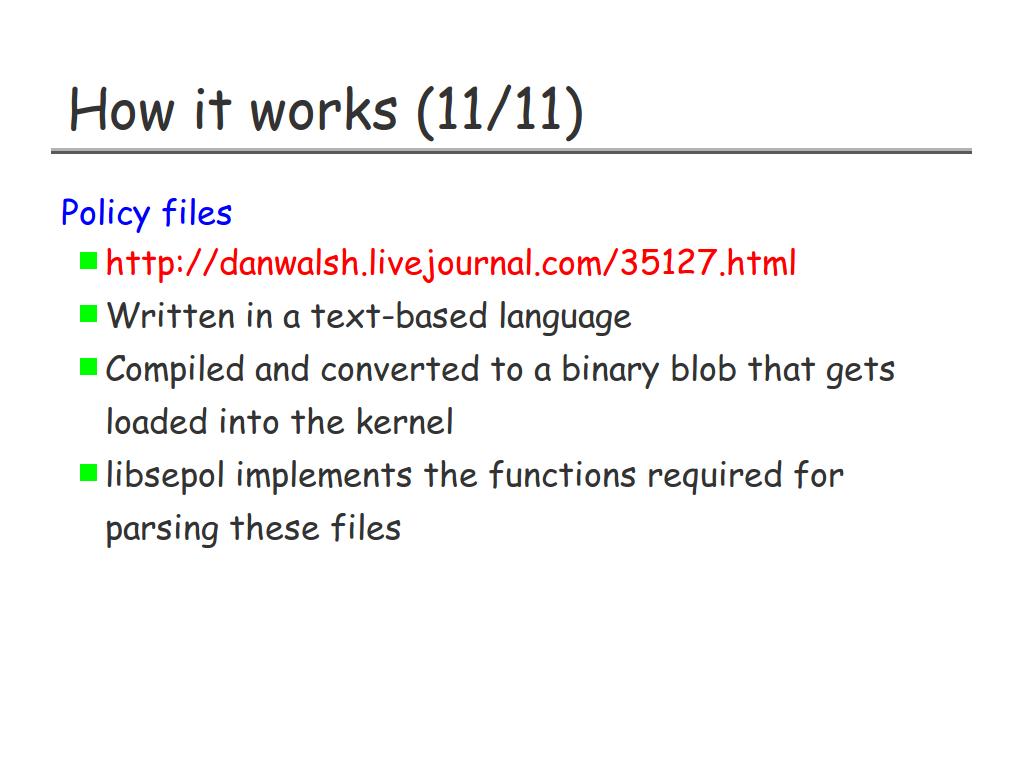 How it works (11/11)
Policy files
http://danwalsh.livejournal.com/35127.html
Written in a text-based language
Compiled and converted to a binary blob that gets
loaded into the kernel
libsepol implements the functions required for
parsing these files